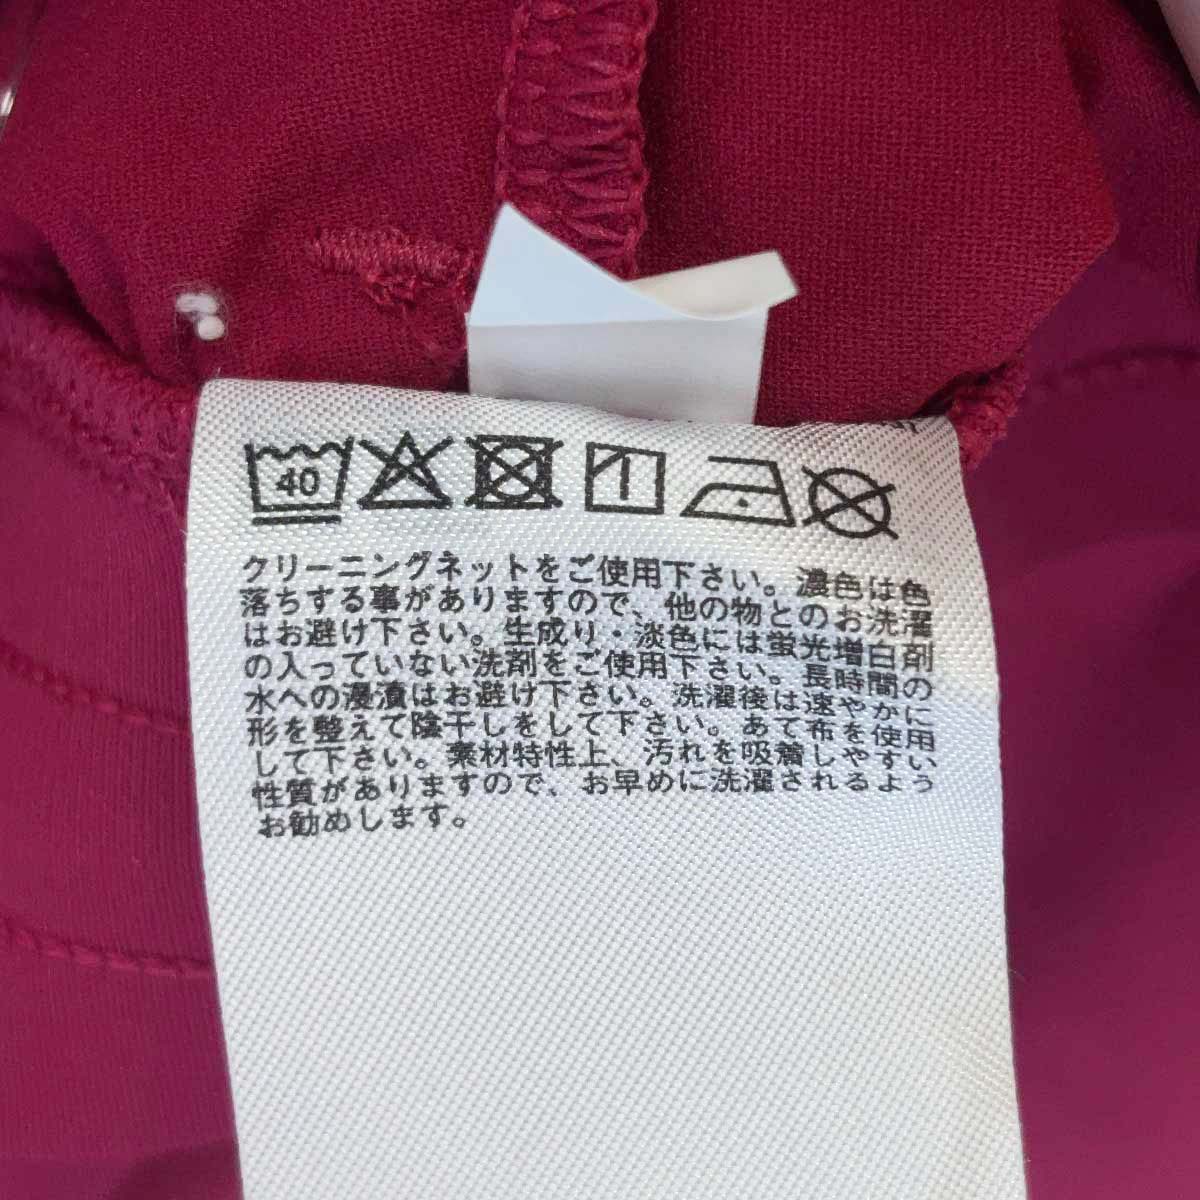 40
クリーニングネットをご使用下さい。濃色は色
落ちする事がありますので、他の物とのお洗濯
はお避け下さい。生成り・淡色には蛍光増白剤
の入っていない洗剤をご使用下さい。長時間の
水への浸漬はお避け下さい。洗濯後は速やかに
形を整えて陰干しをして下さい。あて布を使用
して下さい。素材特性上、汚れを吸着しやすい
性質がありますので、お早めに洗濯されるよう
お勧めします。